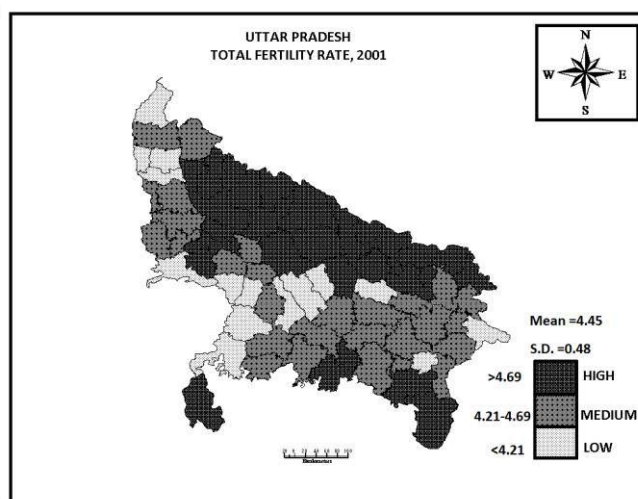 UTTAR PRADESH
TOTAL FERTILITY RATE, 2001
N
W E
S
Mean =4.45
S.D. =0.48
>4.69 HIGH
4.21-4.69 MEDIUM
<4.21 LOW